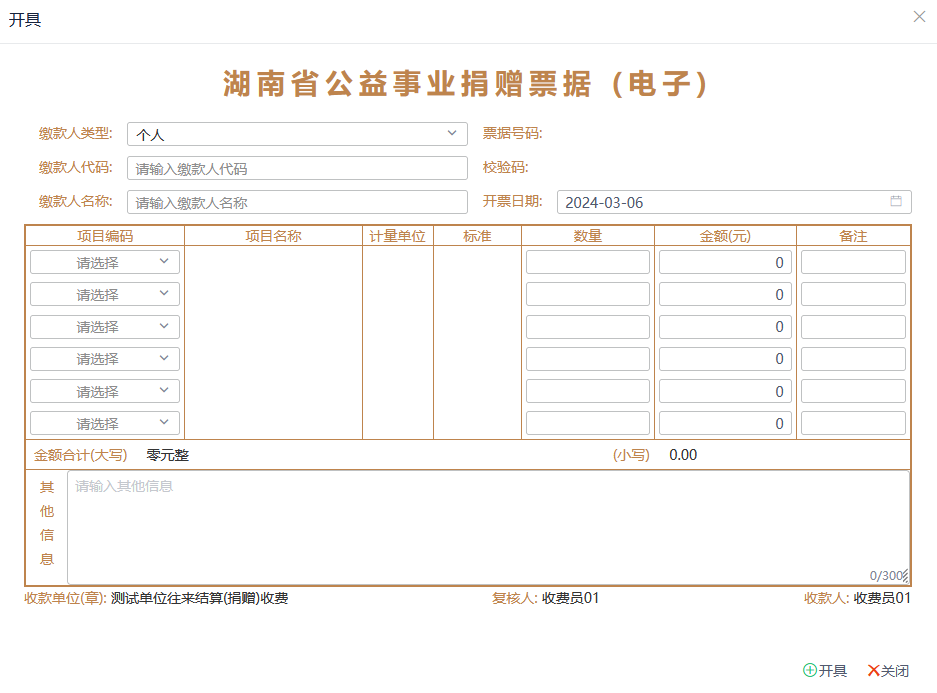 开具
湖南省公益事业捐赠票据（电子）
缴款人类型: 个人 票据号码:
缴款人代码: 请输入缴款人代码 校验码:
缴款人名称: 请输入缴款人名称 开票日期: 2024-03-06
项目编码 项目名称 计量单位 标准 数量 金额(元) 备注
请选择 0
请选择 0
请选择 0
请选择 0
请选择 0
请选择 0
金额合计(大写) 零元整 (小写) 0.00
其他信息 请输入其他信息
0/300
收款单位(章): 测试单位往来结算(捐赠)收费 复核人: 收费员01 收款人: 收费员01
开具 关闭